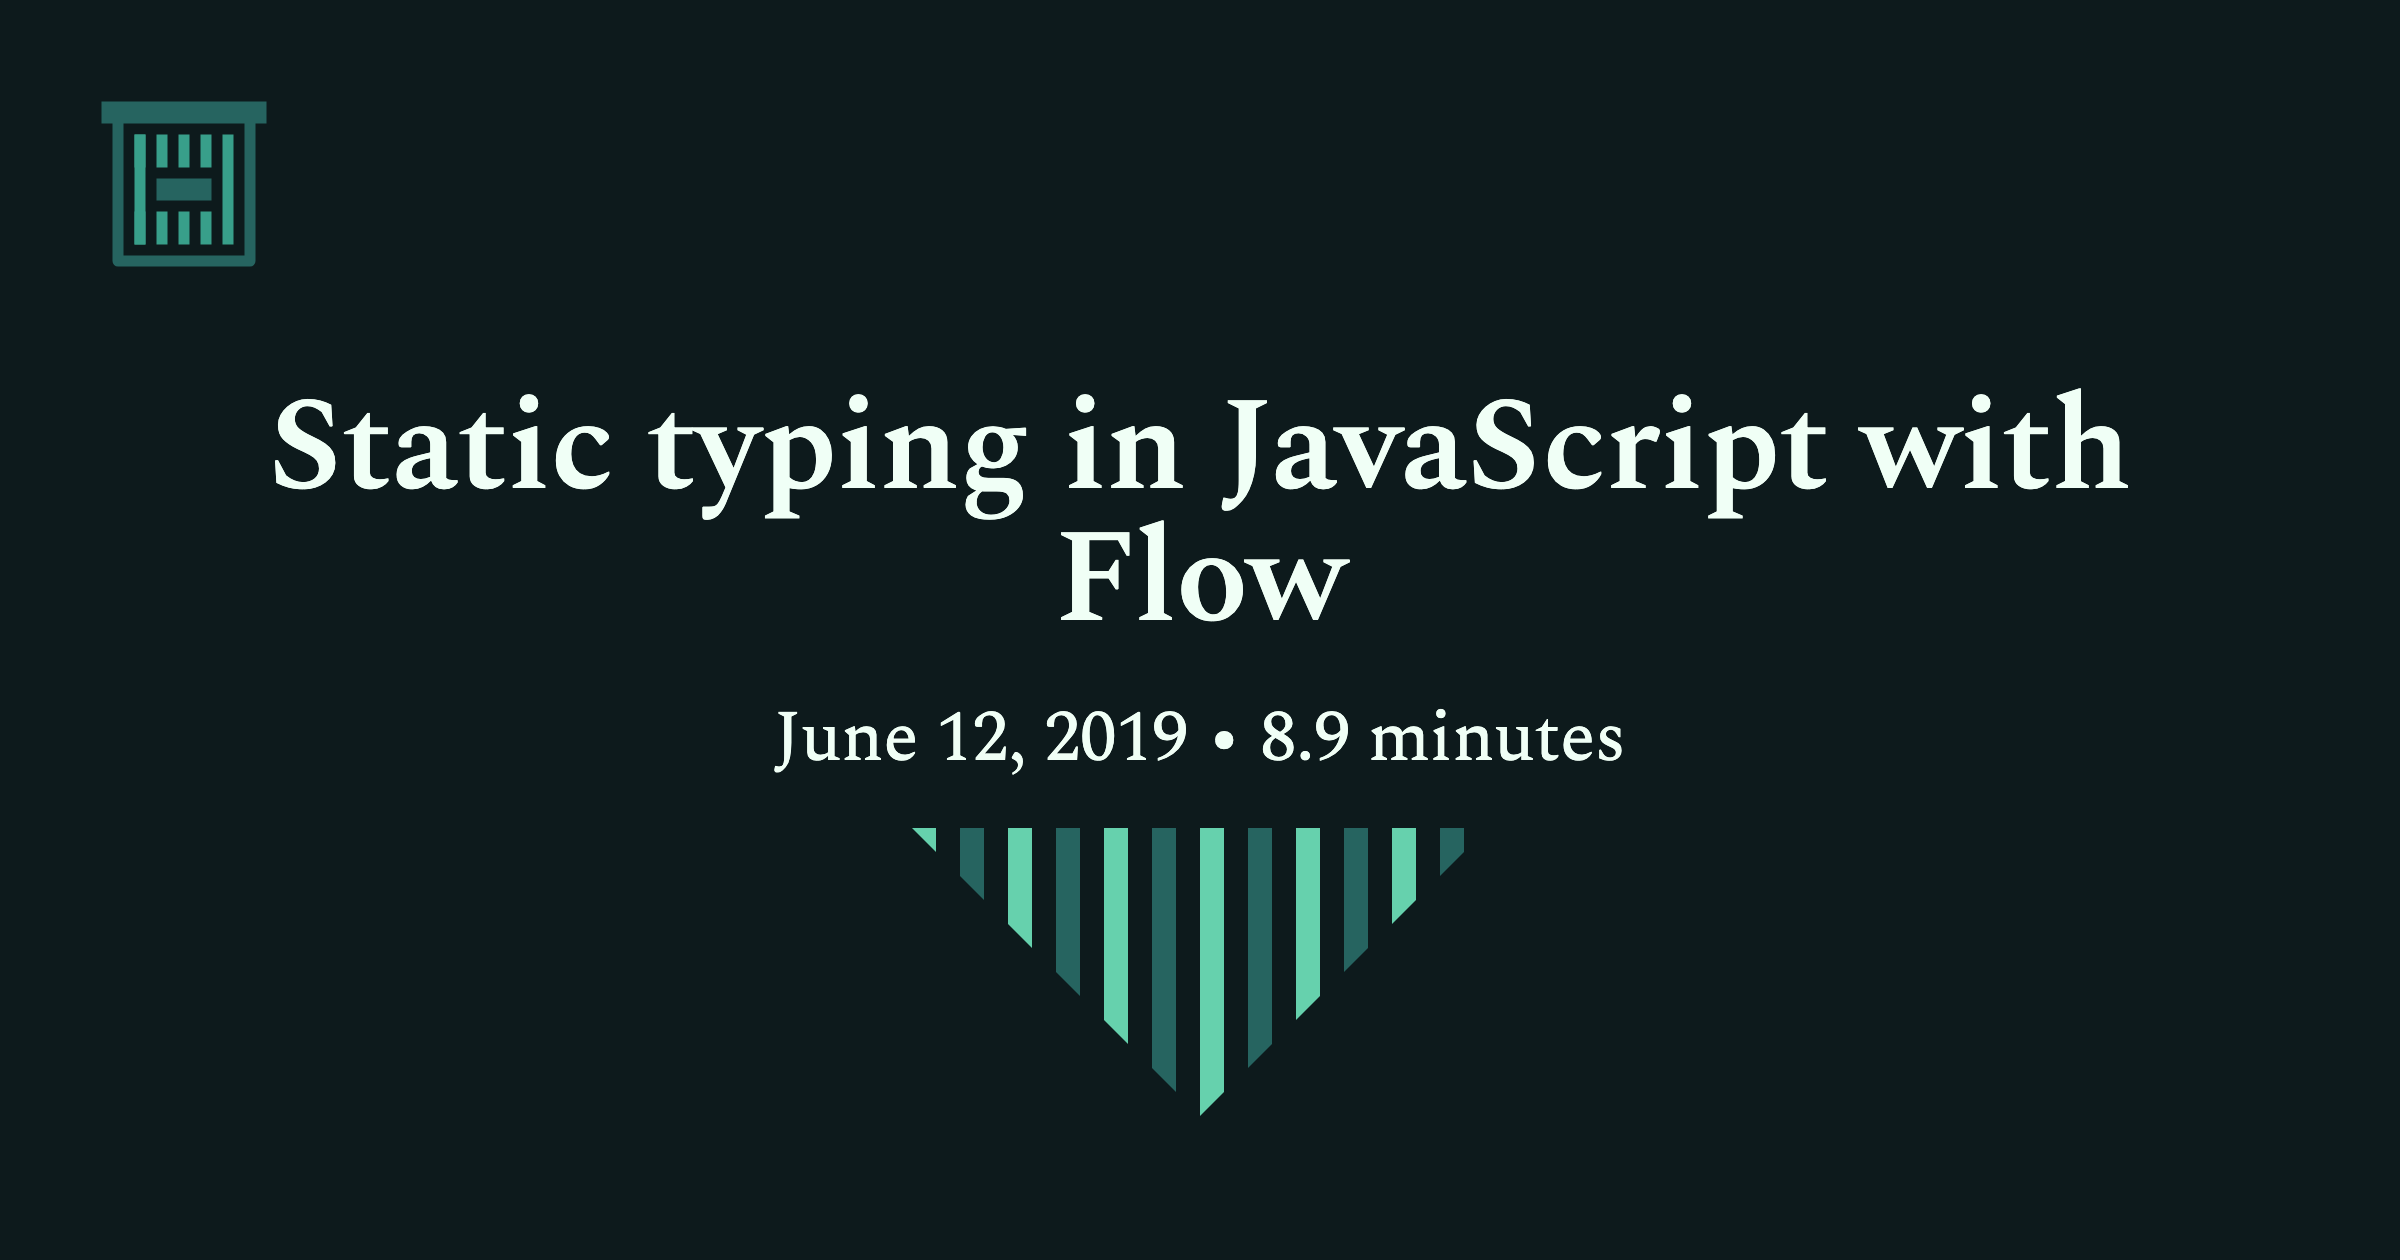 Static typing in JavaScript with
Flow
June 12, 2019 • 8.9 minutes